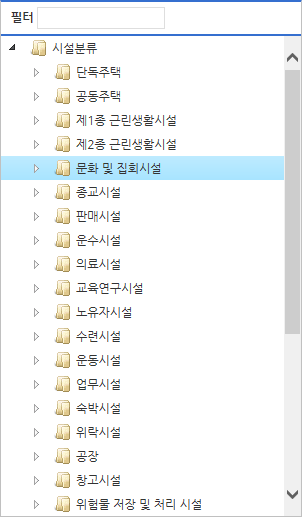 필터
시설분류
단독주택
공동주택
제1종 근린생활시설
제2종 근린생활시설
문화 및 집회시설
종교시설
판매시설
운수시설
의료시설
교육연구시설
노유자시설
수련시설
운동시설
업무시설
숙박시설
위락시설
공장
창고시설
위험물 저장 및 처리 시설